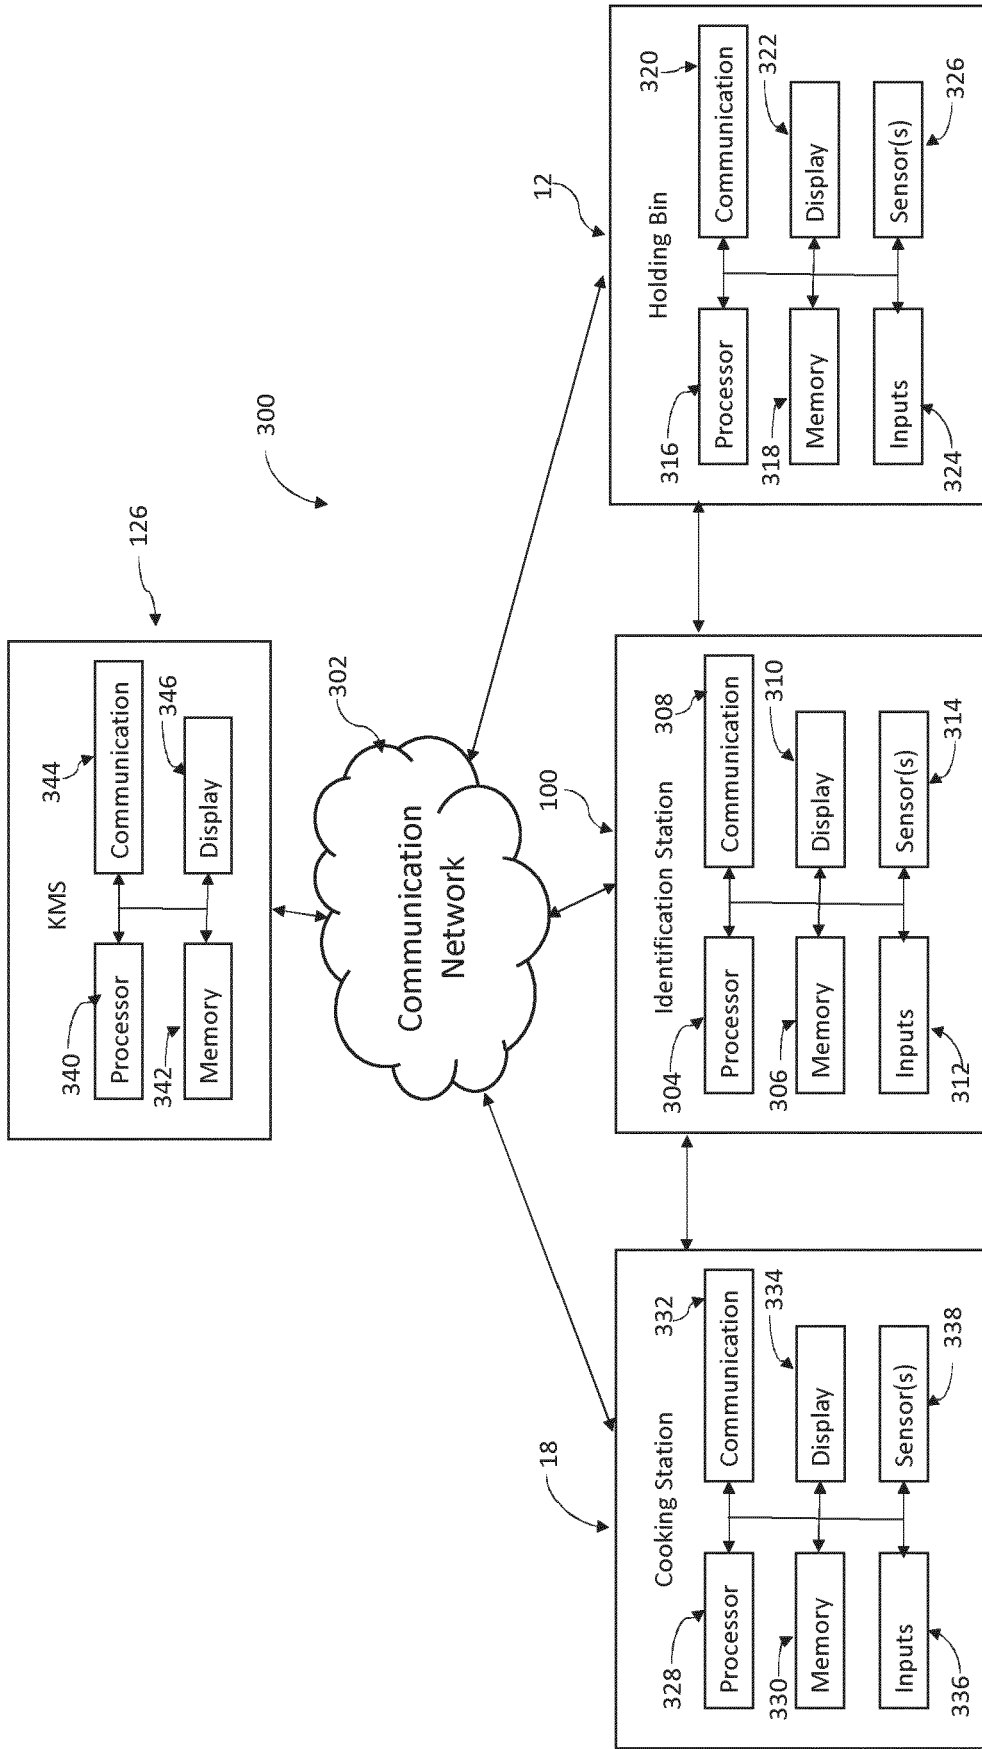 126
KMS
344
Communication
346
Display
340
Processor
342
Memory
300
302
Communication
Network
18
Cooking Station
332
Communication
334
Display
Sensor(s)
338
328
Processor
330
Memory
Inputs
336
100
Identification Station
308
Communication
310
Display
Sensor(s)
314
304
Processor
306
Memory
Inputs
312
12
Holding Bin
320
Communication
322
Display
Sensor(s)
326
316
Processor
318
Memory
Inputs
324